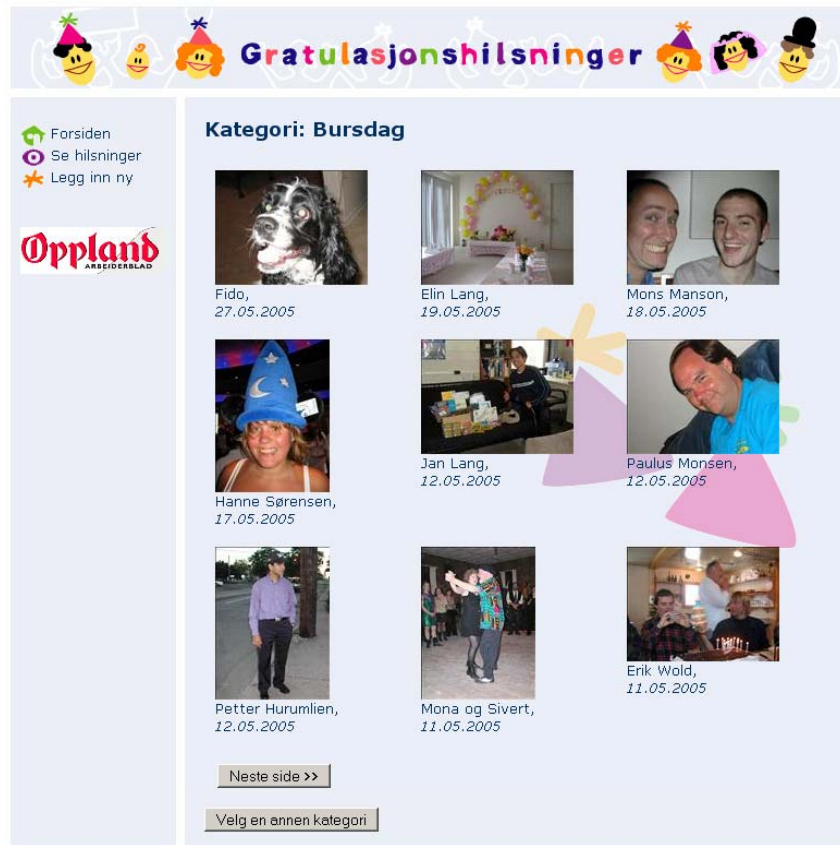 Gratulasjonshilsninger
Forsiden
Se hilsninger
Legg inn ny
Oppland
ARBEIDERBLAD
Kategori: Bursdag
Fido,
27.05.2005
Elin Lang,
19.05.2005
Mons Manson,
18.05.2005
Hanne Sørensen,
17.05.2005
Jan Lang,
12.05.2005
Paulus Monsen,
12.05.2005
Petter Hurumlien,
12.05.2005
Mona og Sivert,
11.05.2005
Erik Wold,
11.05.2005
Neste side >>
Velg en annen kategori